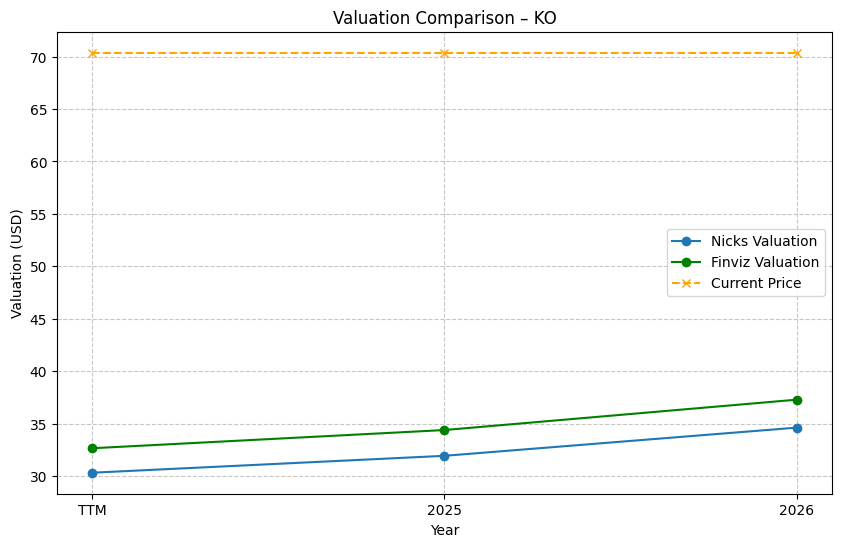 Valuation Comparison – KO
Valuation (USD)
70
65
60
55
50
45
40
35
30
Nicks Valuation
Finviz Valuation
Current Price
TTM
2025
2026
Year